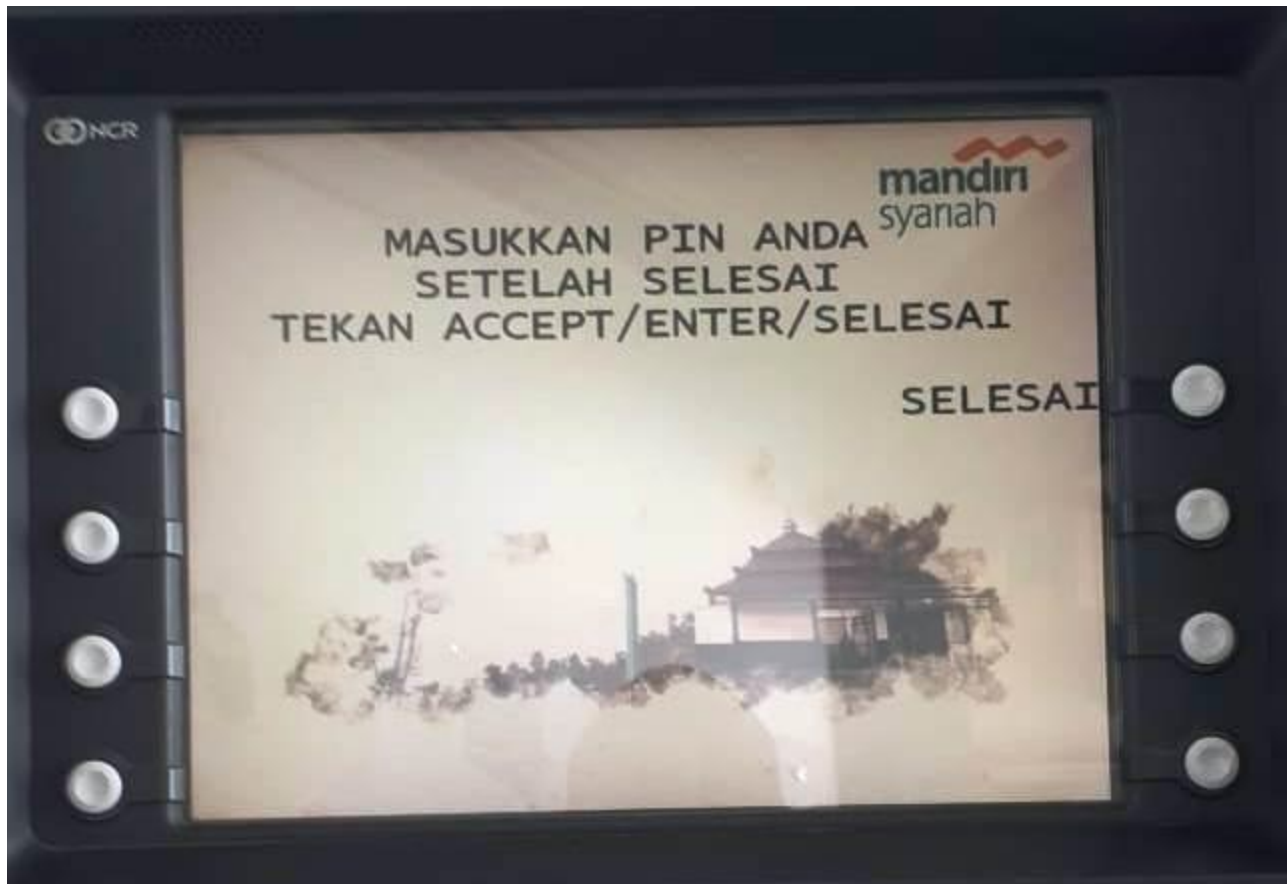 NCR
mandiri
syariah
MASUKKAN PIN ANDA
SETELAH SELESAI
TEKAN ACCEPT/ENTER/SELESAI
SELESAI